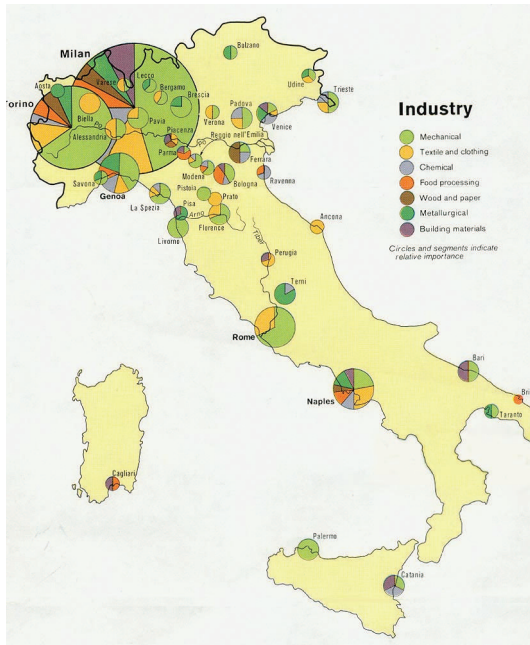 Milan
Balzano
Lecco
Udine
Bergamo
Varese
Trieste
Aosta
Brescia
Padova
orino
Biella
Pavia
Verona
Venice
Alessandria
Piacenza
Po
Reggio nell'Emilia
Parma
Ferrara
Savona
Modena
Ravenna
Genoa
Bologna
Pistoia
La Spezia
Prato
Pisa
Arno
Ancona
Livorno
Florence
Tiber
Perugia
Terni
Rome
Bari
Naples
Bri
Taranto
Cagliari
Palermo
Catania
Industry
Mechanical
Textile and clothing
Chemical
Food processing
Wood and paper
Metallurgical
Building materials
Circles and segments indicate
relative importance